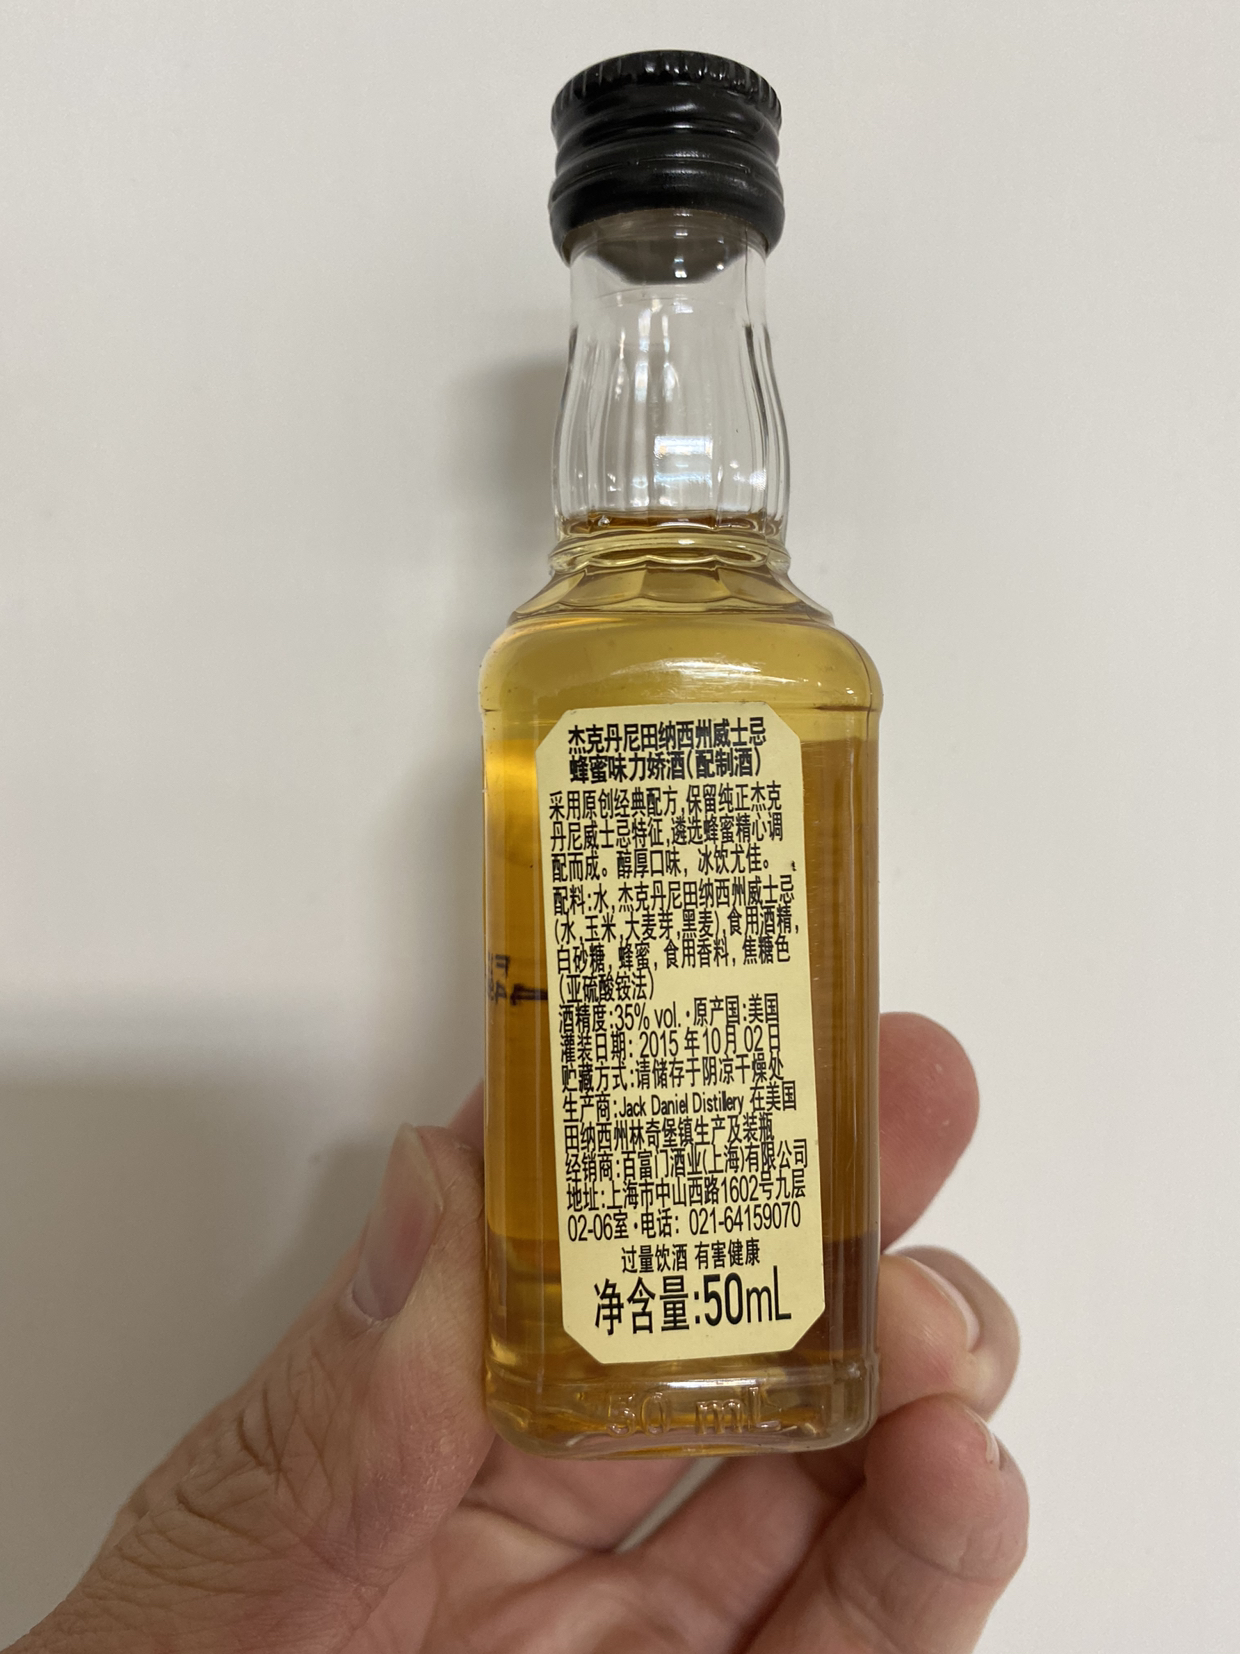 杰克丹尼田纳西州威士忌
蜂蜜味力娇酒(配制酒)
采用原创经典配方,保留纯正杰克
丹尼威士忌特征,遴选蜂蜜精心调
配而成。醇厚口味，冰饮尤佳。
配料:水,杰克丹尼田纳西州威士忌
(水,玉米,大麦芽,黑麦),食用酒精,
白砂糖,蜂蜜,食用香料,焦糖色
(亚硫酸铵法)
酒精度:35% vol.·原产国:美国
灌装日期: 2015 年10月 02日
贮藏方式:请储存于阴凉干燥处
生产商:Jack Daniel Distillery 在美国
田纳西州林奇堡镇生产及装瓶
经销商:百富门酒业(上海)有限公司
地址:上海市中山西路1602号九层
02-06室·电话: 021-64159070
过量饮酒 有害健康
净含量:50mL
50 mL